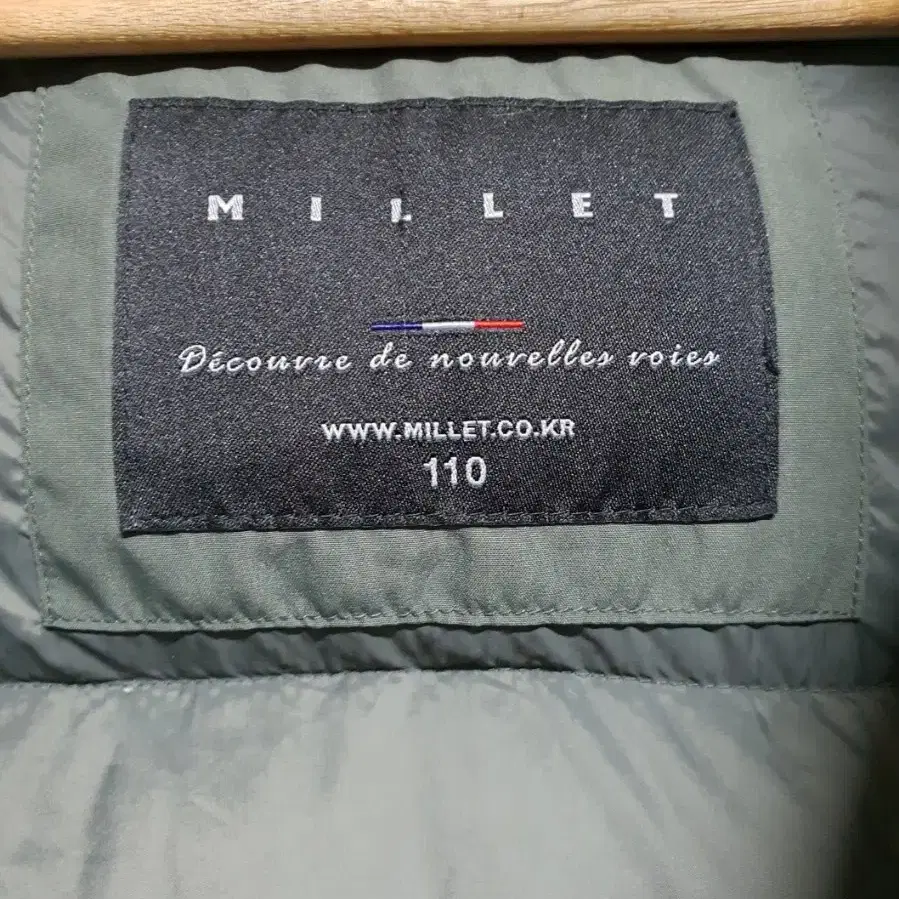 MILLET
Découvre de nouvelles voies
WWW.MILLET.CO.KR
110